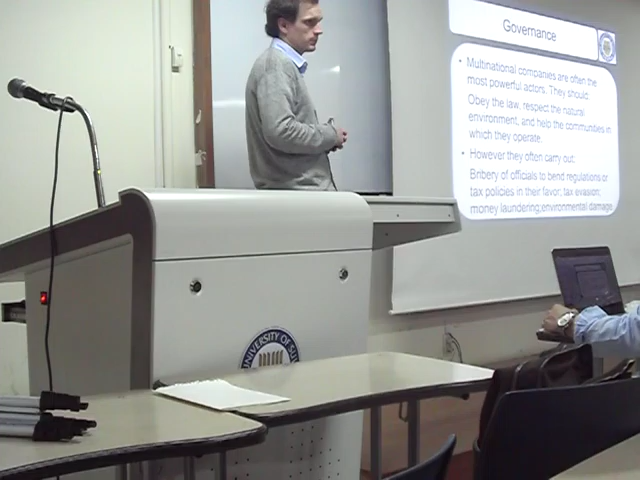 Governance
• Multinational companies are often the
most powerful actors. They should:
Obey the law, respect the natural
environment, and help the communities in
which they operate.
• However they often carry out:
Bribery of officials to bend regulations or
tax policies in their favor; tax evasion;
money laundering;environmental damage
UNIVERSITY OF